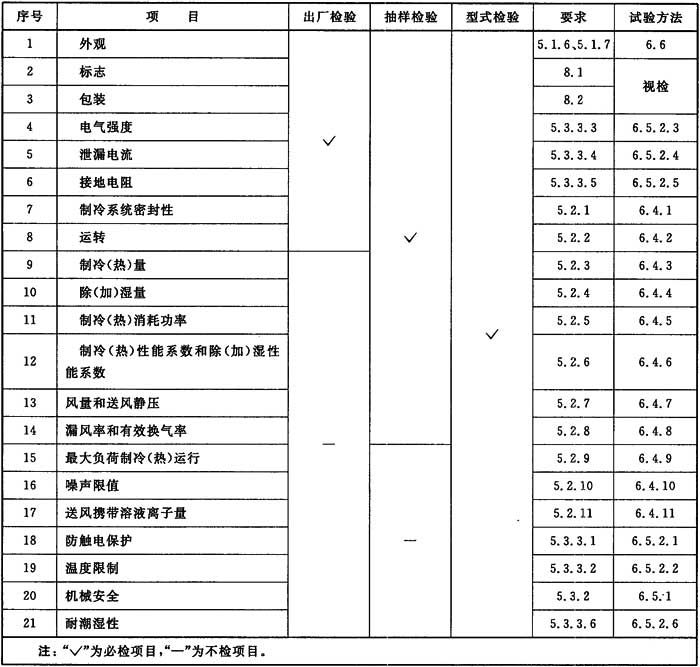 序号 项 目 出厂检验 抽样检验 型式检验 要求 试验方法
1 外观 5.1.6、5.1.7 6.6
2 标志 8.1 视检
3 包装 8.2
4 电气强度 √ 5.3.3.3 6.5.2.3
5 泄漏电流 5.3.3.4 6.5.2.4
6 接地电阻 5.3.3.5 6.5.2.5
7 制冷系统密封性 5.2.1 6.4.1
8 运转 √ 5.2.2 6.4.2
9 制冷(热)量 5.2.3 6.4.3
10 除(加)湿量 5.2.4 6.4.4
11 制冷(热)消耗功率 √ 5.2.5 6.4.5
12 制冷(热)性能系数和除(加)湿性 5.2.6 6.4.6
能系数
13 风量和送风静压 5.2.7 6.4.7
14 漏风率和有效换气率 — 5.2.8 6.4.8
15 最大负荷制冷(热)运行 5.2.9 6.4.9
16 噪声限值 5.2.10 6.4.10
17 送风携带溶液离子量 5.2.11 6.4.11
18 防触电保护 — 5.3.3.1 6.5.2.1
19 温度限制 5.3.3.2 6.5.2.2
20 机械安全 5.3.2 6.5.1
21 耐潮湿性 5.3.3.6 6.5.2.6
注:“√”为必检项目,“—”为不检项目。